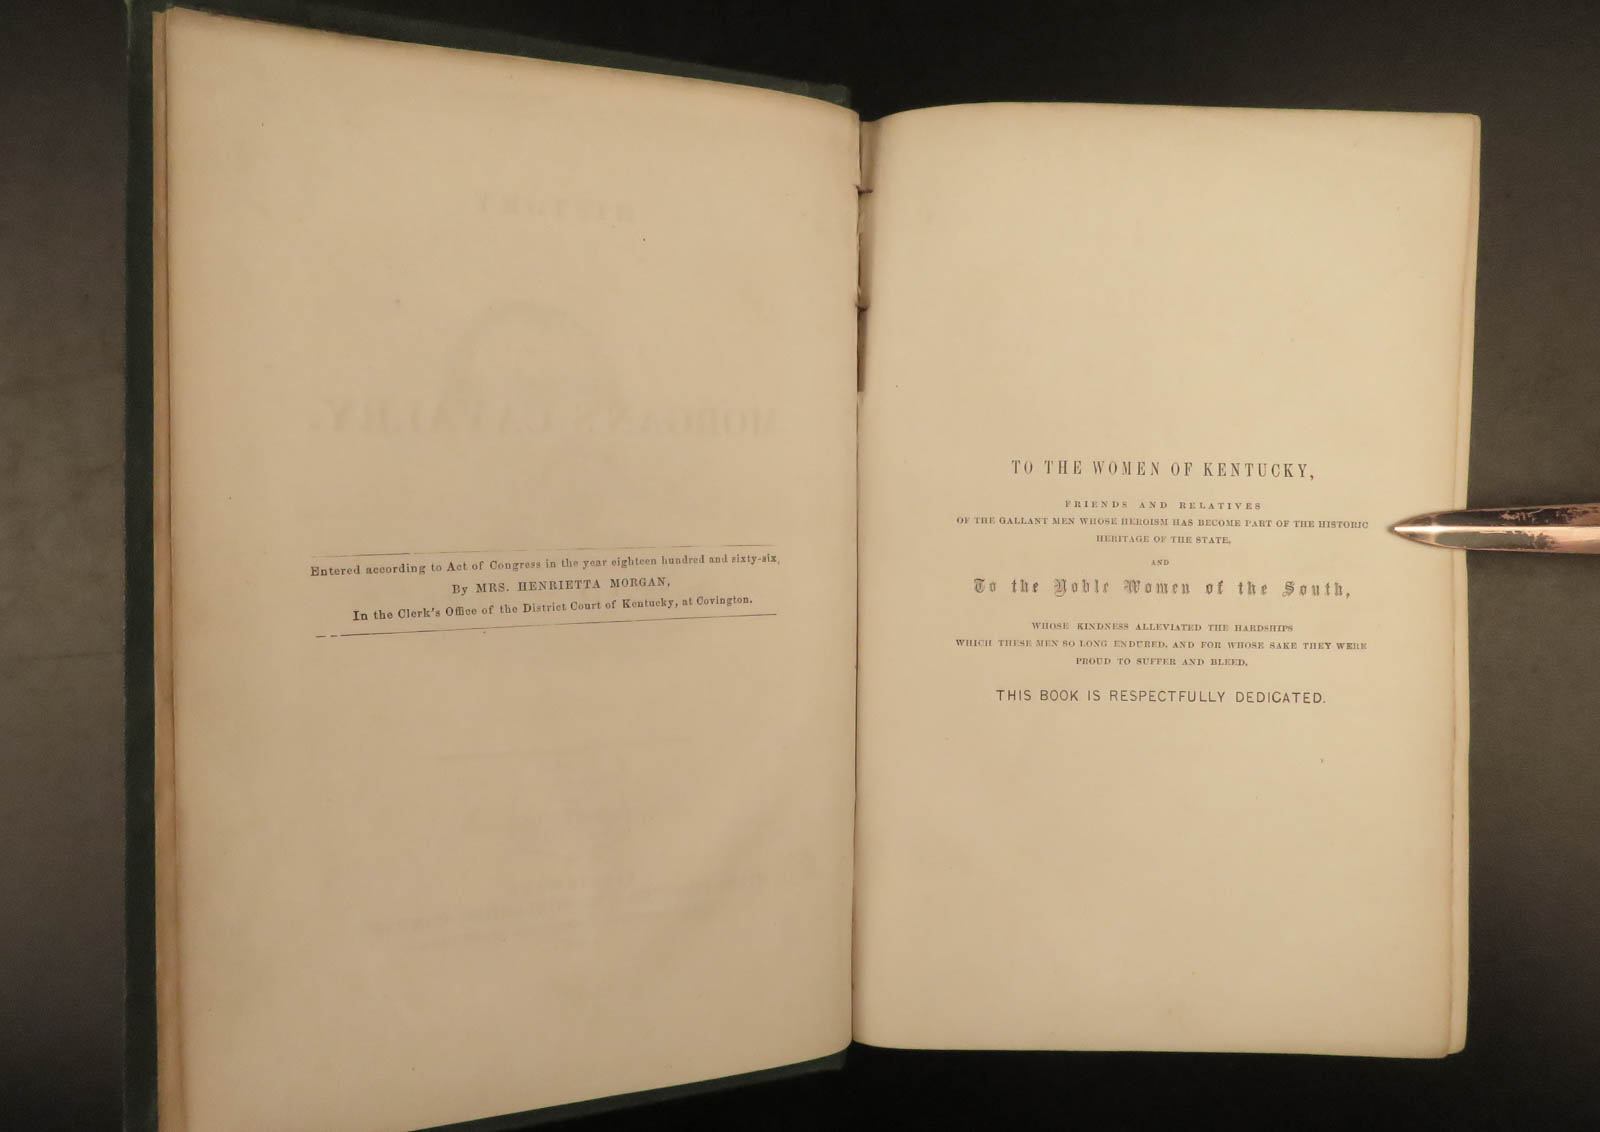 Entered according to Act of Congress in the year eighteen hundred and sixty-six,
By MRS. HENRIETTA MORGAN,
In the Clerk's Office of the District Court of Kentucky, at Covington.
TO THE WOMEN OF KENTUCKY,
FRIENDS AND RELATIVES
OF THE GALLANT MEN WHOSE HEROISM HAS BECOME PART OF THE HISTORIC
HERITAGE OF THE STATE,
AND
To the Noble Women of the South,
WHOSE KINDNESS ALLEVIATED THE HARDSHIPS
WHICH THESE MEN SO LONG ENDURED, AND FOR WHOSE SAKE THEY WERE
PROUD TO SUFFER AND BLEED,
THIS BOOK IS RESPECTFULLY DEDICATED.